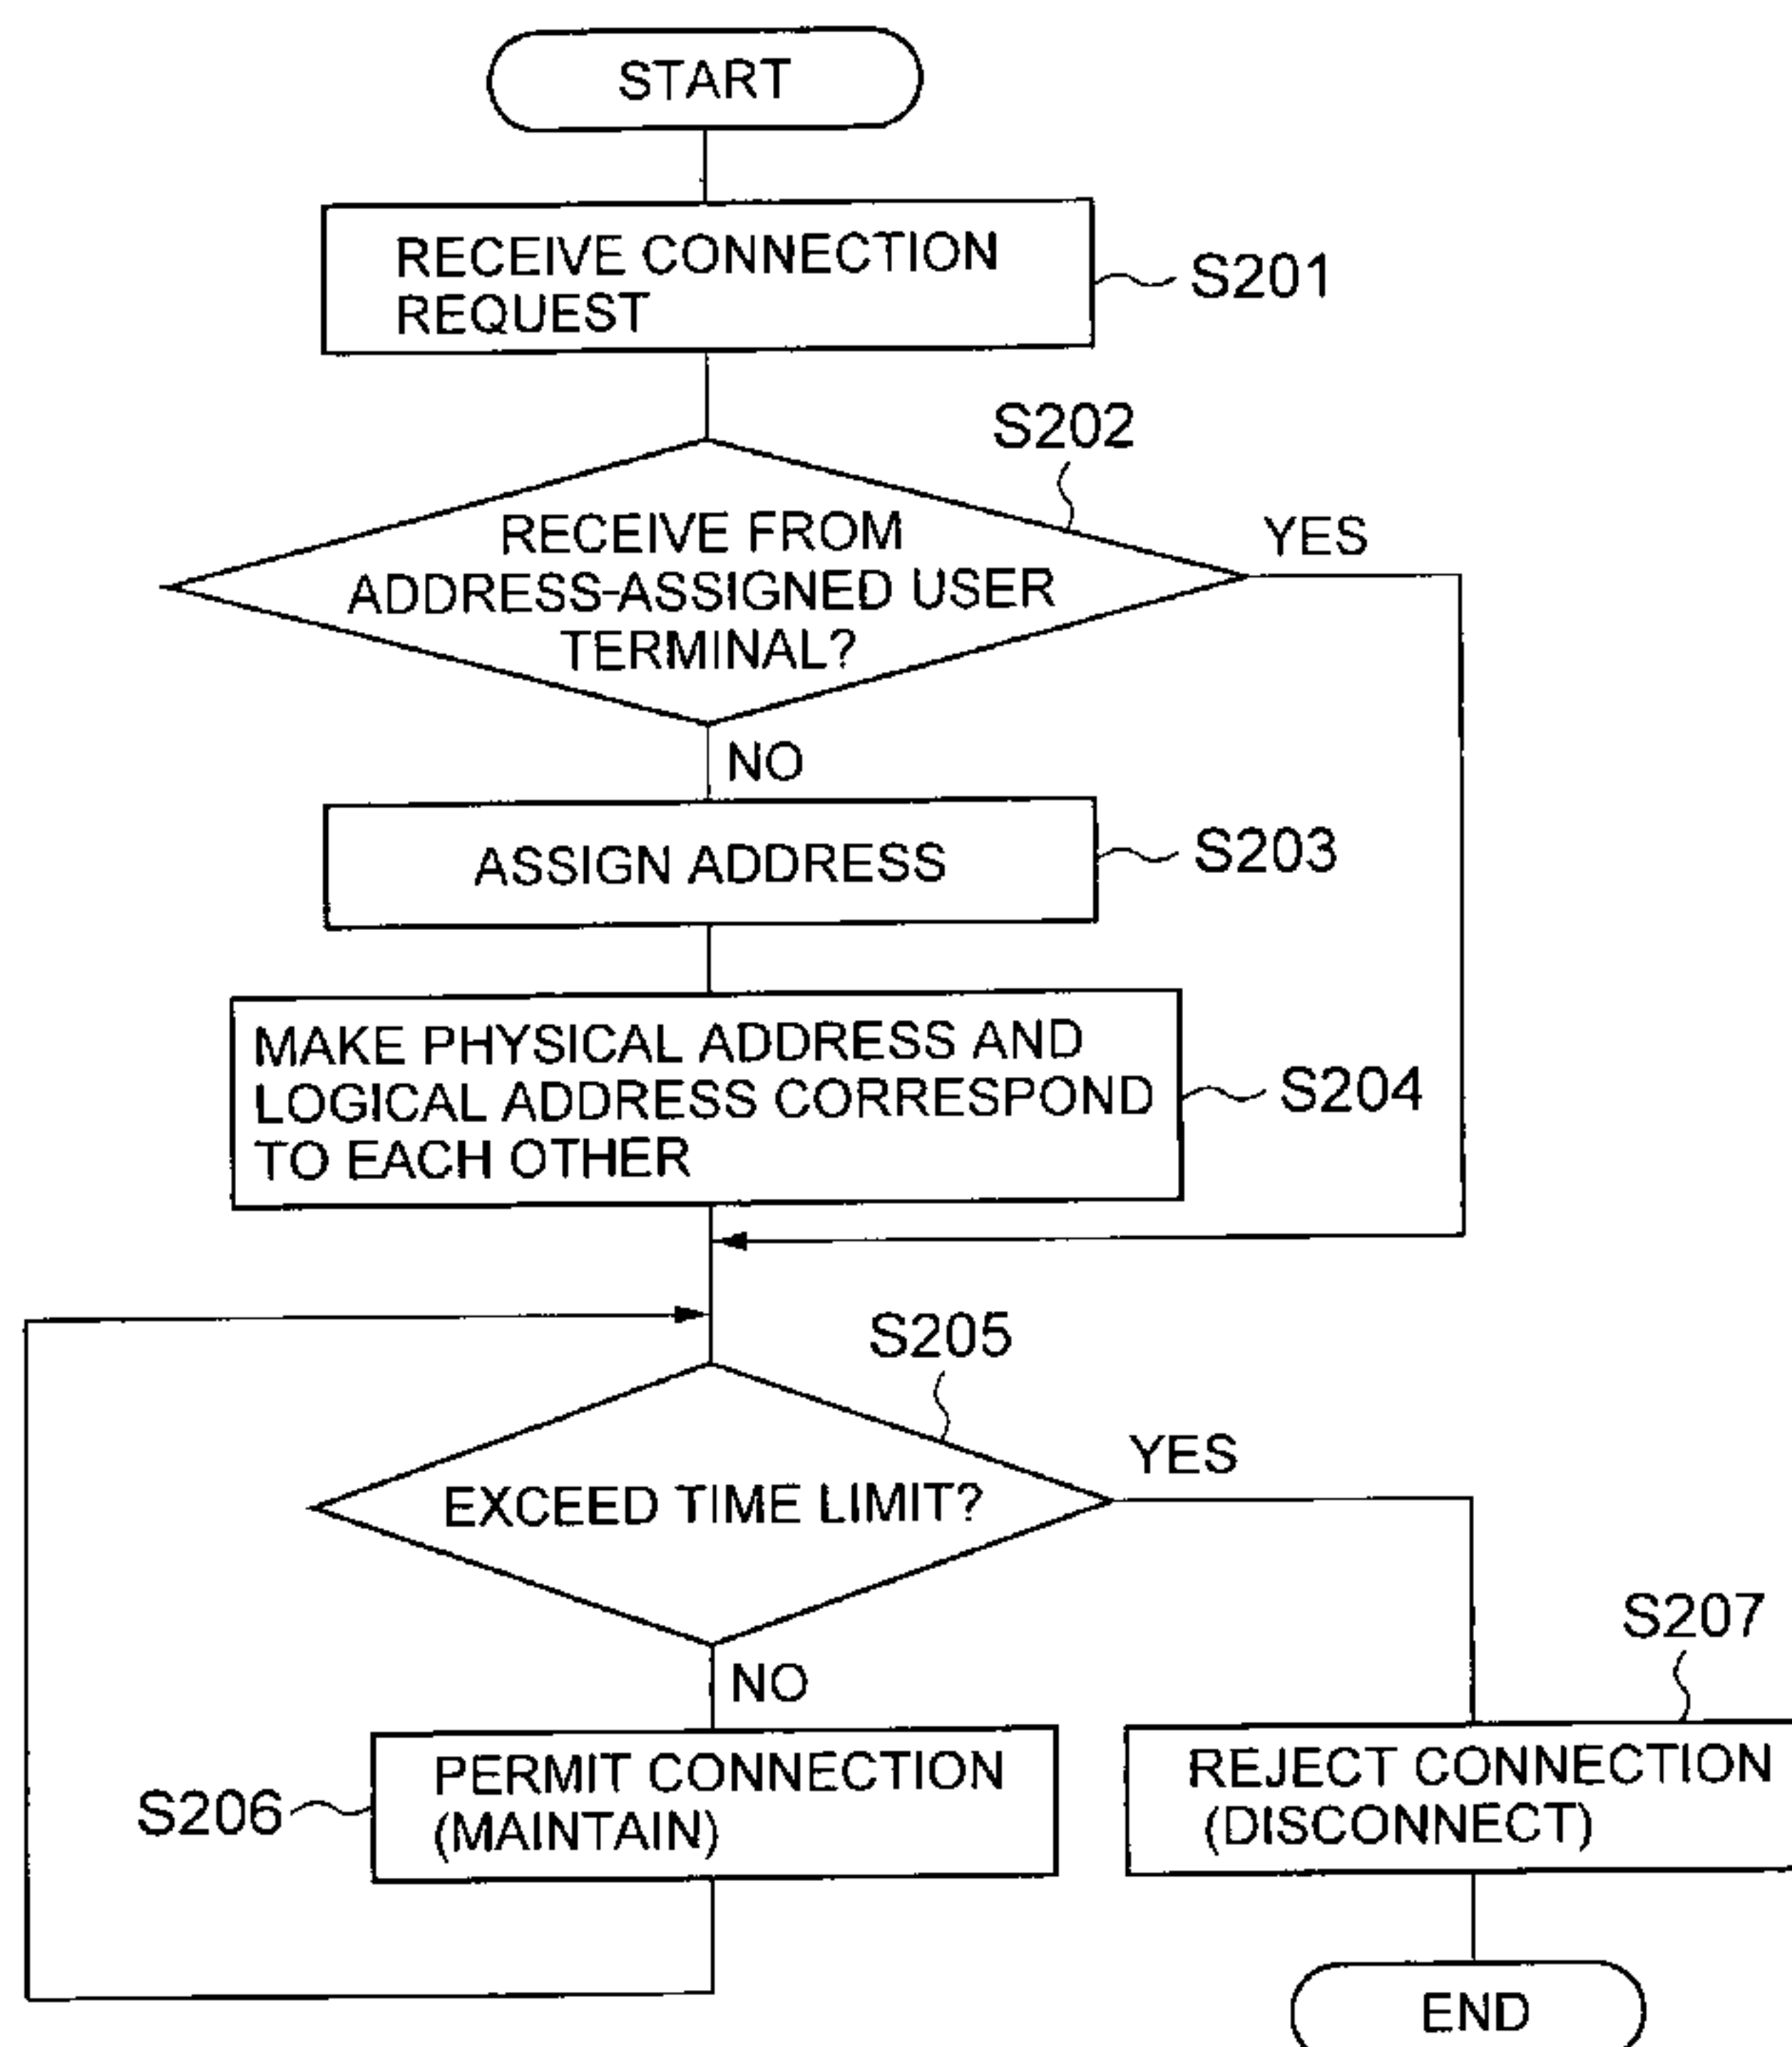 START
RECEIVE CONNECTION
REQUEST
S201
S202
RECEIVE FROM
ADDRESS-ASSIGNED USER
TERMINAL?
YES
NO
ASSIGN ADDRESS
S203
MAKE PHYSICAL ADDRESS AND
LOGICAL ADDRESS CORRESPOND
TO EACH OTHER
S204
S205
EXCEED TIME LIMIT?
YES
NO
S206
PERMIT CONNECTION
(MAINTAIN)
S207
REJECT CONNECTION
(DISCONNECT)
END